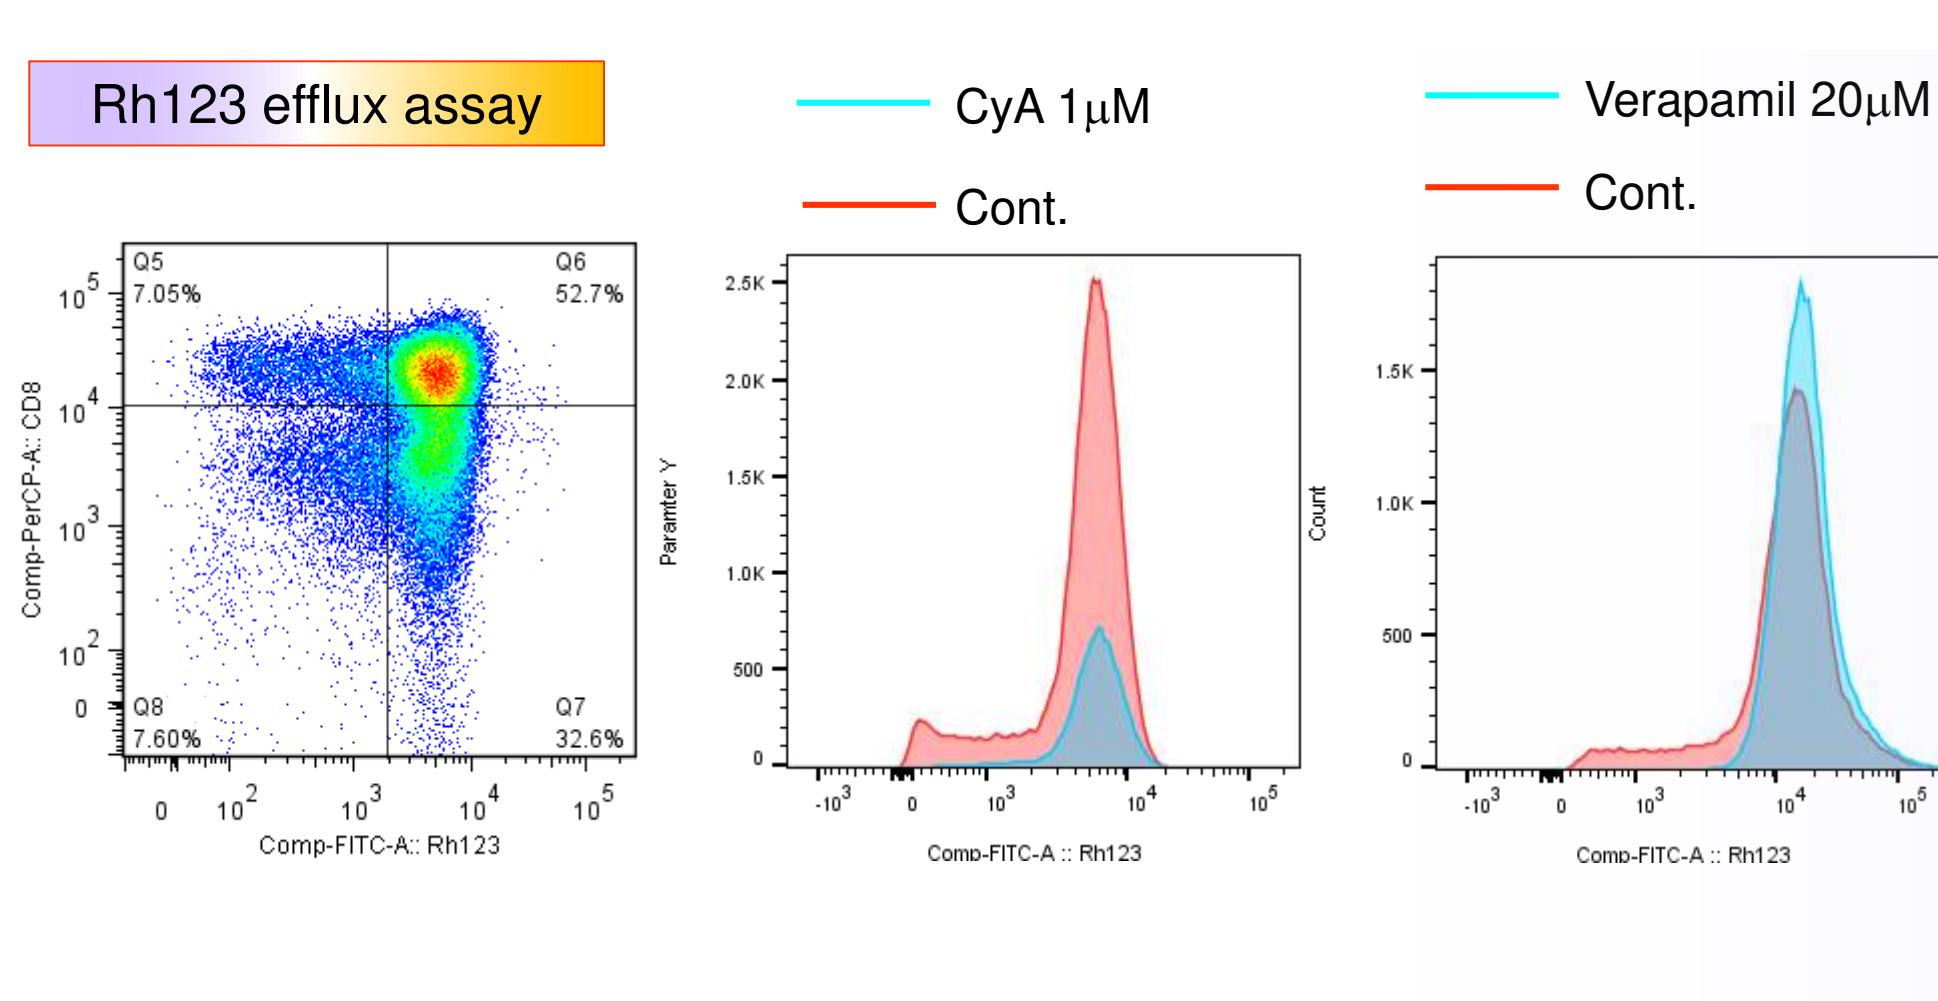 Rh123 efflux assay
CyA 1μM
Cont.
Verapamil 20μM
Cont.
Q5
7.05%
Q6
52.7%
Q8
7.60%
Q7
32.6%
10^5
10^4
10^3
10^2
0
Comp-PerCP-A:: CD8
0 10^2 10^3 10^4 10^5
Comp-FITC-A:: Rh123
Paramter Y
2.5K
2.0K
1.5K
1.0K
500
0
-10^3 0 10^3 10^4 10^5
Comp-FITC-A :: Rh123
Count
1.5K
1.0K
500
0
-10^3 0 10^3 10^4 10^5
Comp-FITC-A :: Rh123